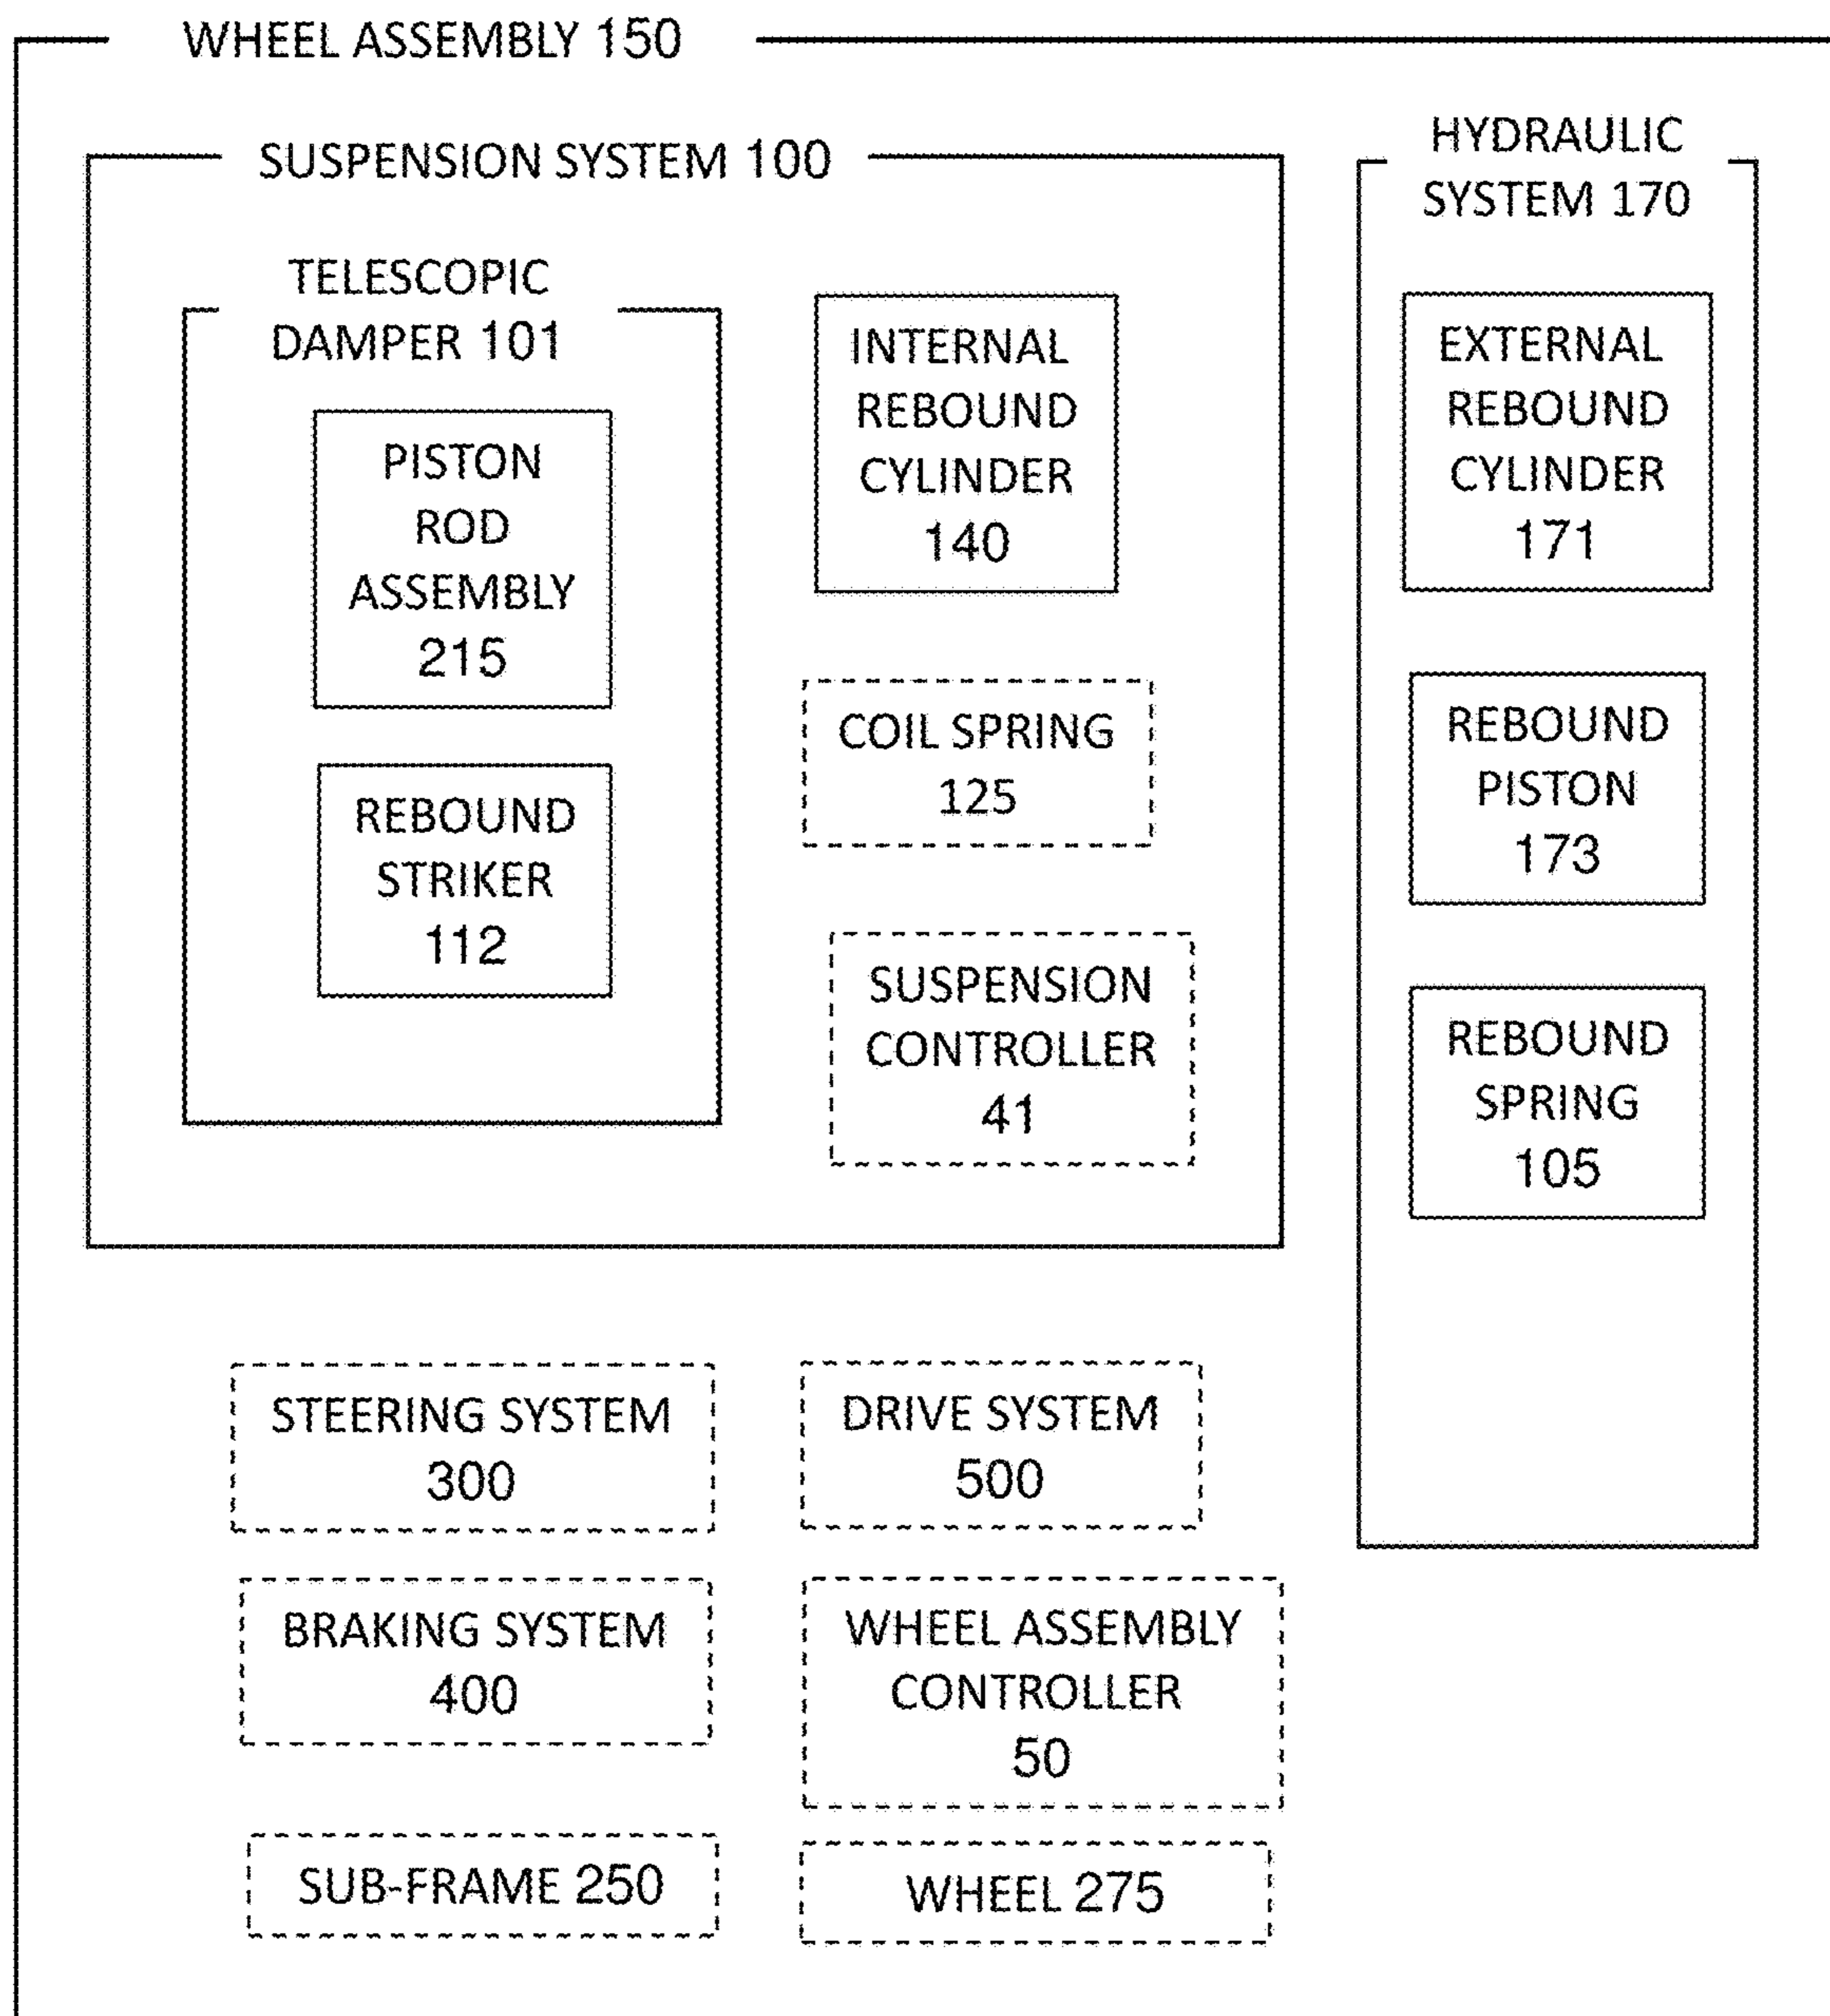 WHEEL ASSEMBLY 150
SUSPENSION SYSTEM 100
TELESCOPIC
DAMPER 101
PISTON
ROD
ASSEMBLY
215
REBOUND
STRIKER
112
INTERNAL
REBOUND
CYLINDER
140
COIL SPRING
125
SUSPENSION
CONTROLLER
41
HYDRAULIC
SYSTEM 170
EXTERNAL
REBOUND
CYLINDER
171
REBOUND
PISTON
173
REBOUND
SPRING
105
STEERING SYSTEM
300
DRIVE SYSTEM
500
BRAKING SYSTEM
400
WHEEL ASSEMBLY
CONTROLLER
50
SUB-FRAME 250
WHEEL 275